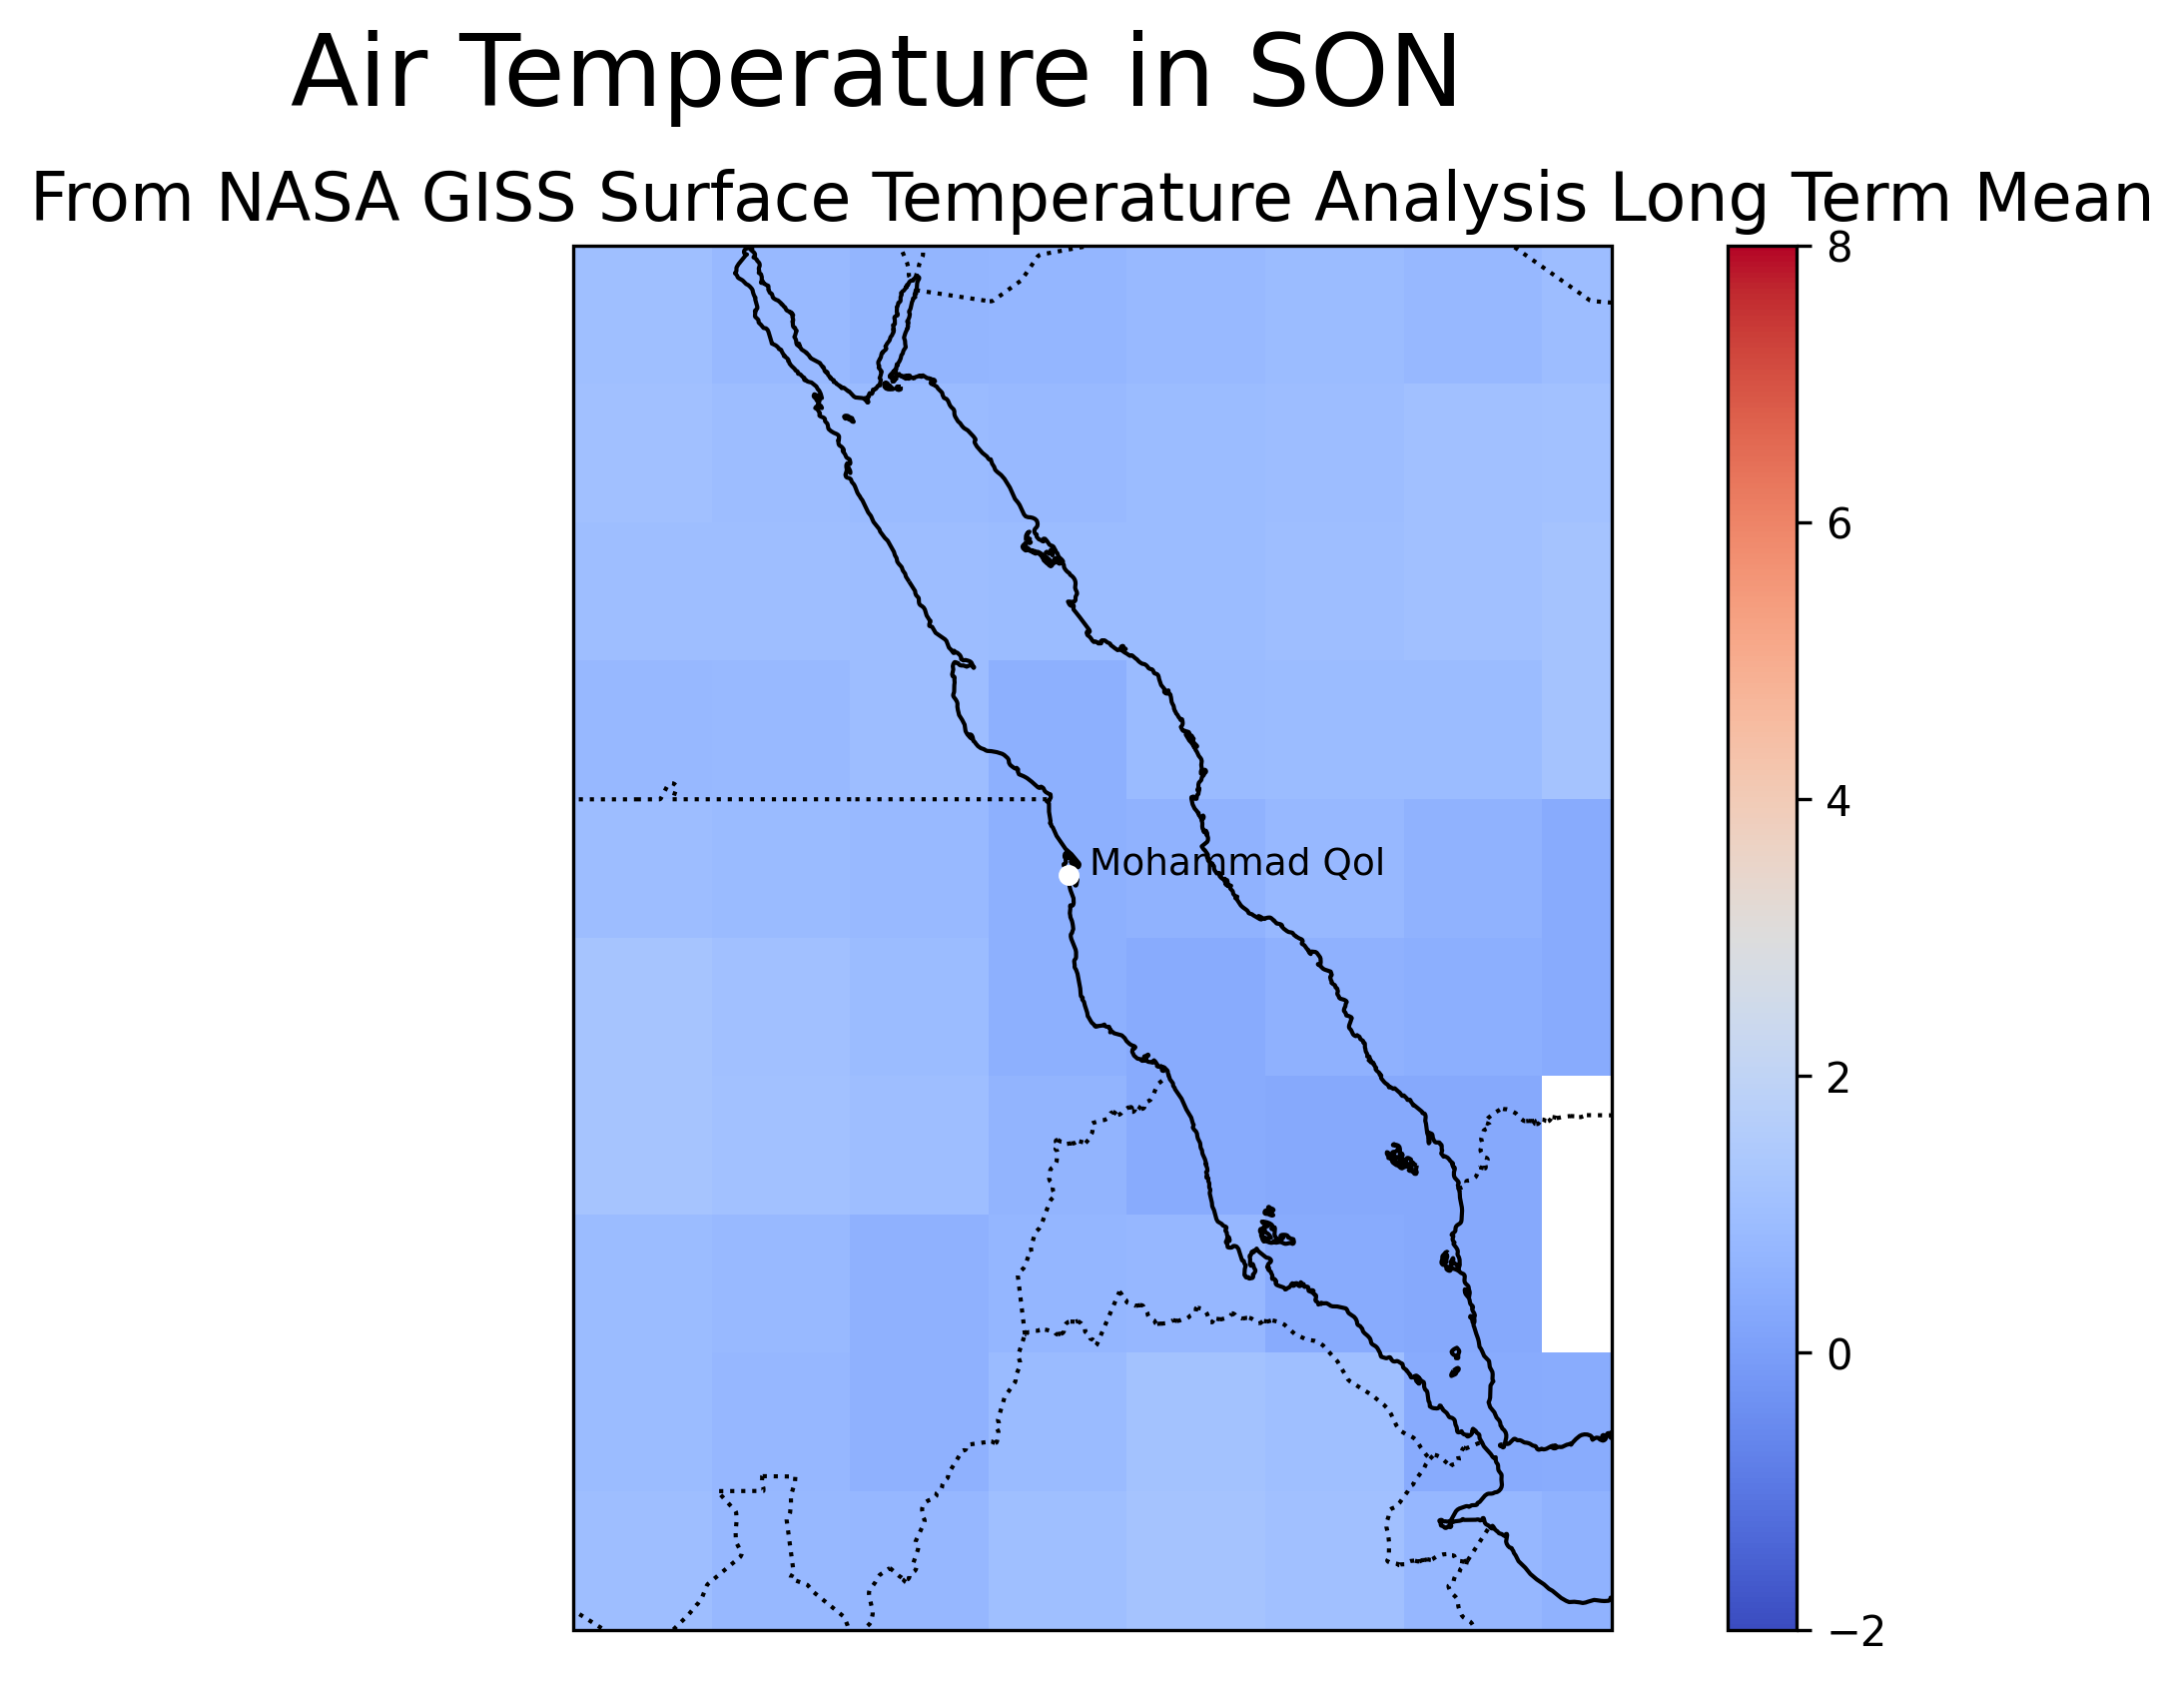 Air Temperature in SON
From NASA GISS Surface Temperature Analysis Long Term Mean
8
6
Mohammad Qol
4
2
0
−2